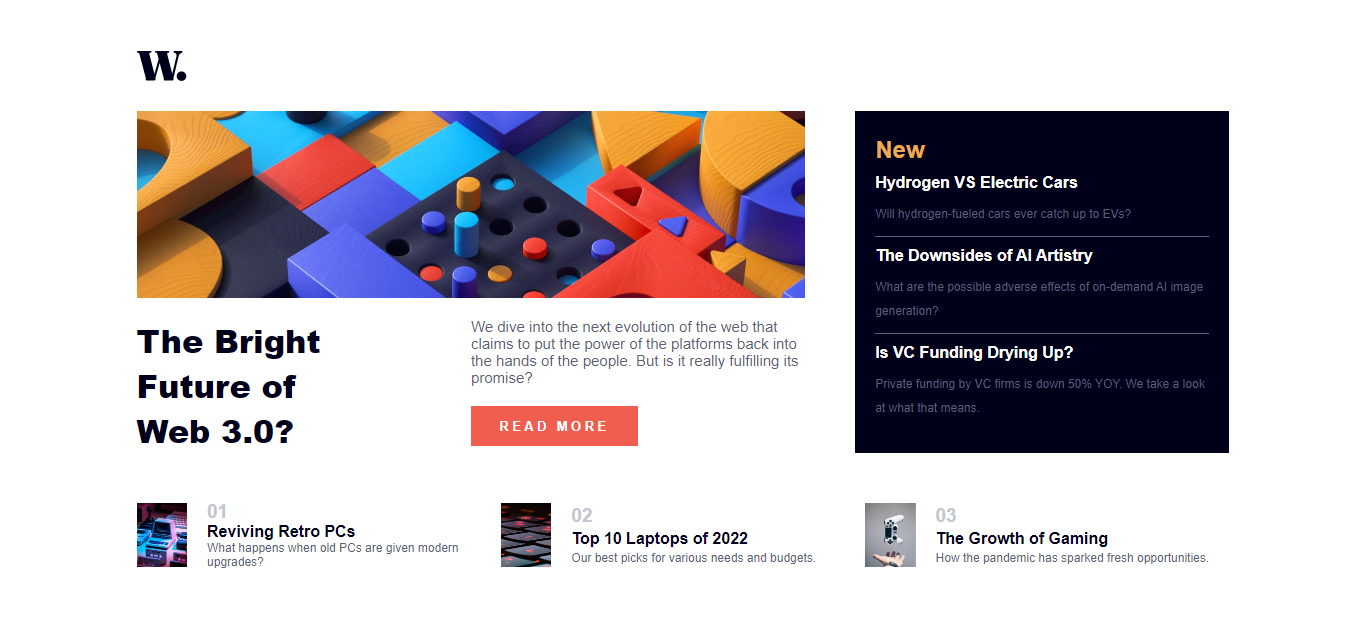 W.
New
Hydrogen VS Electric Cars
Will hydrogen-fueled cars ever catch up to EVs?
The Downsides of AI Artistry
What are the possible adverse effects of on-demand AI image
generation?
Is VC Funding Drying Up?
Private funding by VC firms is down 50% YOY. We take a look
at what that means.
The Bright
Future of
Web 3.0?
We dive into the next evolution of the web that
claims to put the power of the platforms back into
the hands of the people. But is it really fulfilling its
promise?
READ MORE
01
Reviving Retro PCs
What happens when old PCs are given modern
upgrades?
02
Top 10 Laptops of 2022
Our best picks for various needs and budgets.
03
The Growth of Gaming
How the pandemic has sparked fresh opportunities.